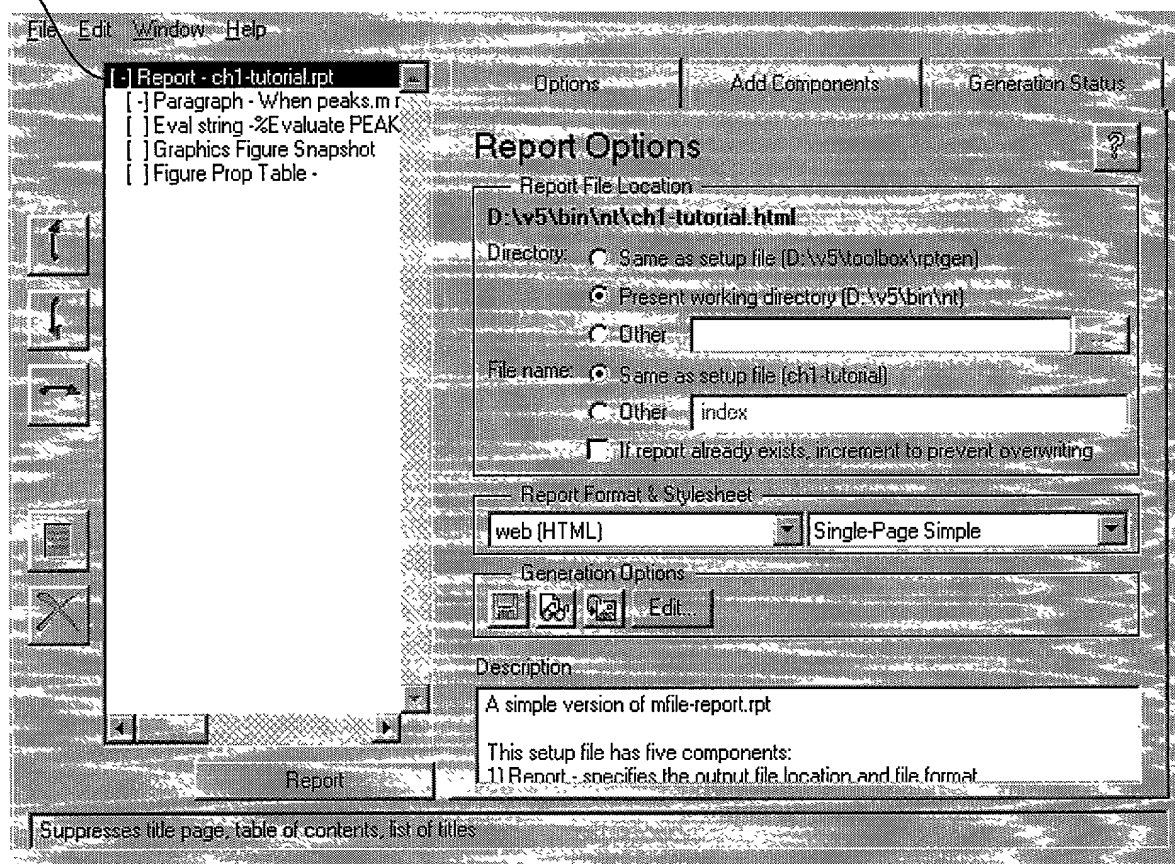 File Edit Window Help
[-] Report - ch1-tutorial.rpt
[-] Paragraph - When peaks.m r
[ ] Eval string -%Evaluate PEAK
[ ] Graphics Figure Snapshot
[ ] Figure Prop Table -
Report
Options Add Components Generation Status
Report Options
?
Report File Location
D:\v5\bin\nt\ch1-tutorial.html
Directory: Same as setup file (D:\v5\toolbox\rptgen)
Present working directory (D:\v5\bin\nt)
Other ...
File name: Same as setup file (ch1-tutorial)
Other index
If report already exists, increment to prevent overwriting
Report Format & Stylesheet
web (HTML) Single-Page Simple
Generation Options
Edit...
Description
A simple version of mfile-report.rpt
This setup file has five components:
1) Report - specifies the output file location and file format
Suppresses title page, table of contents, list of titles